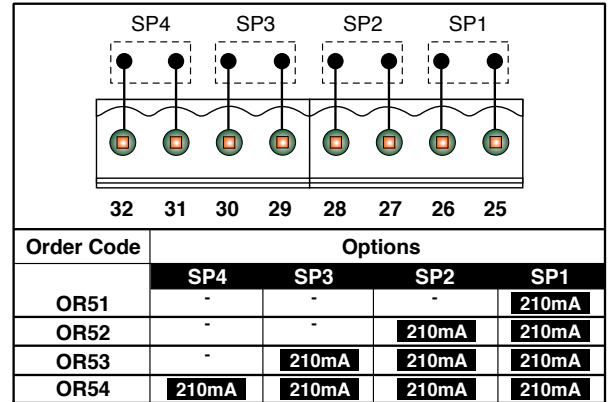 SP4 SP3 SP2 SP1
32 31 30 29 28 27 26 25
Order Code Options
SP4 SP3 SP2 SP1
OR51 - - - 210mA
OR52 - - 210mA 210mA
OR53 - 210mA 210mA 210mA
OR54 210mA 210mA 210mA 210mA